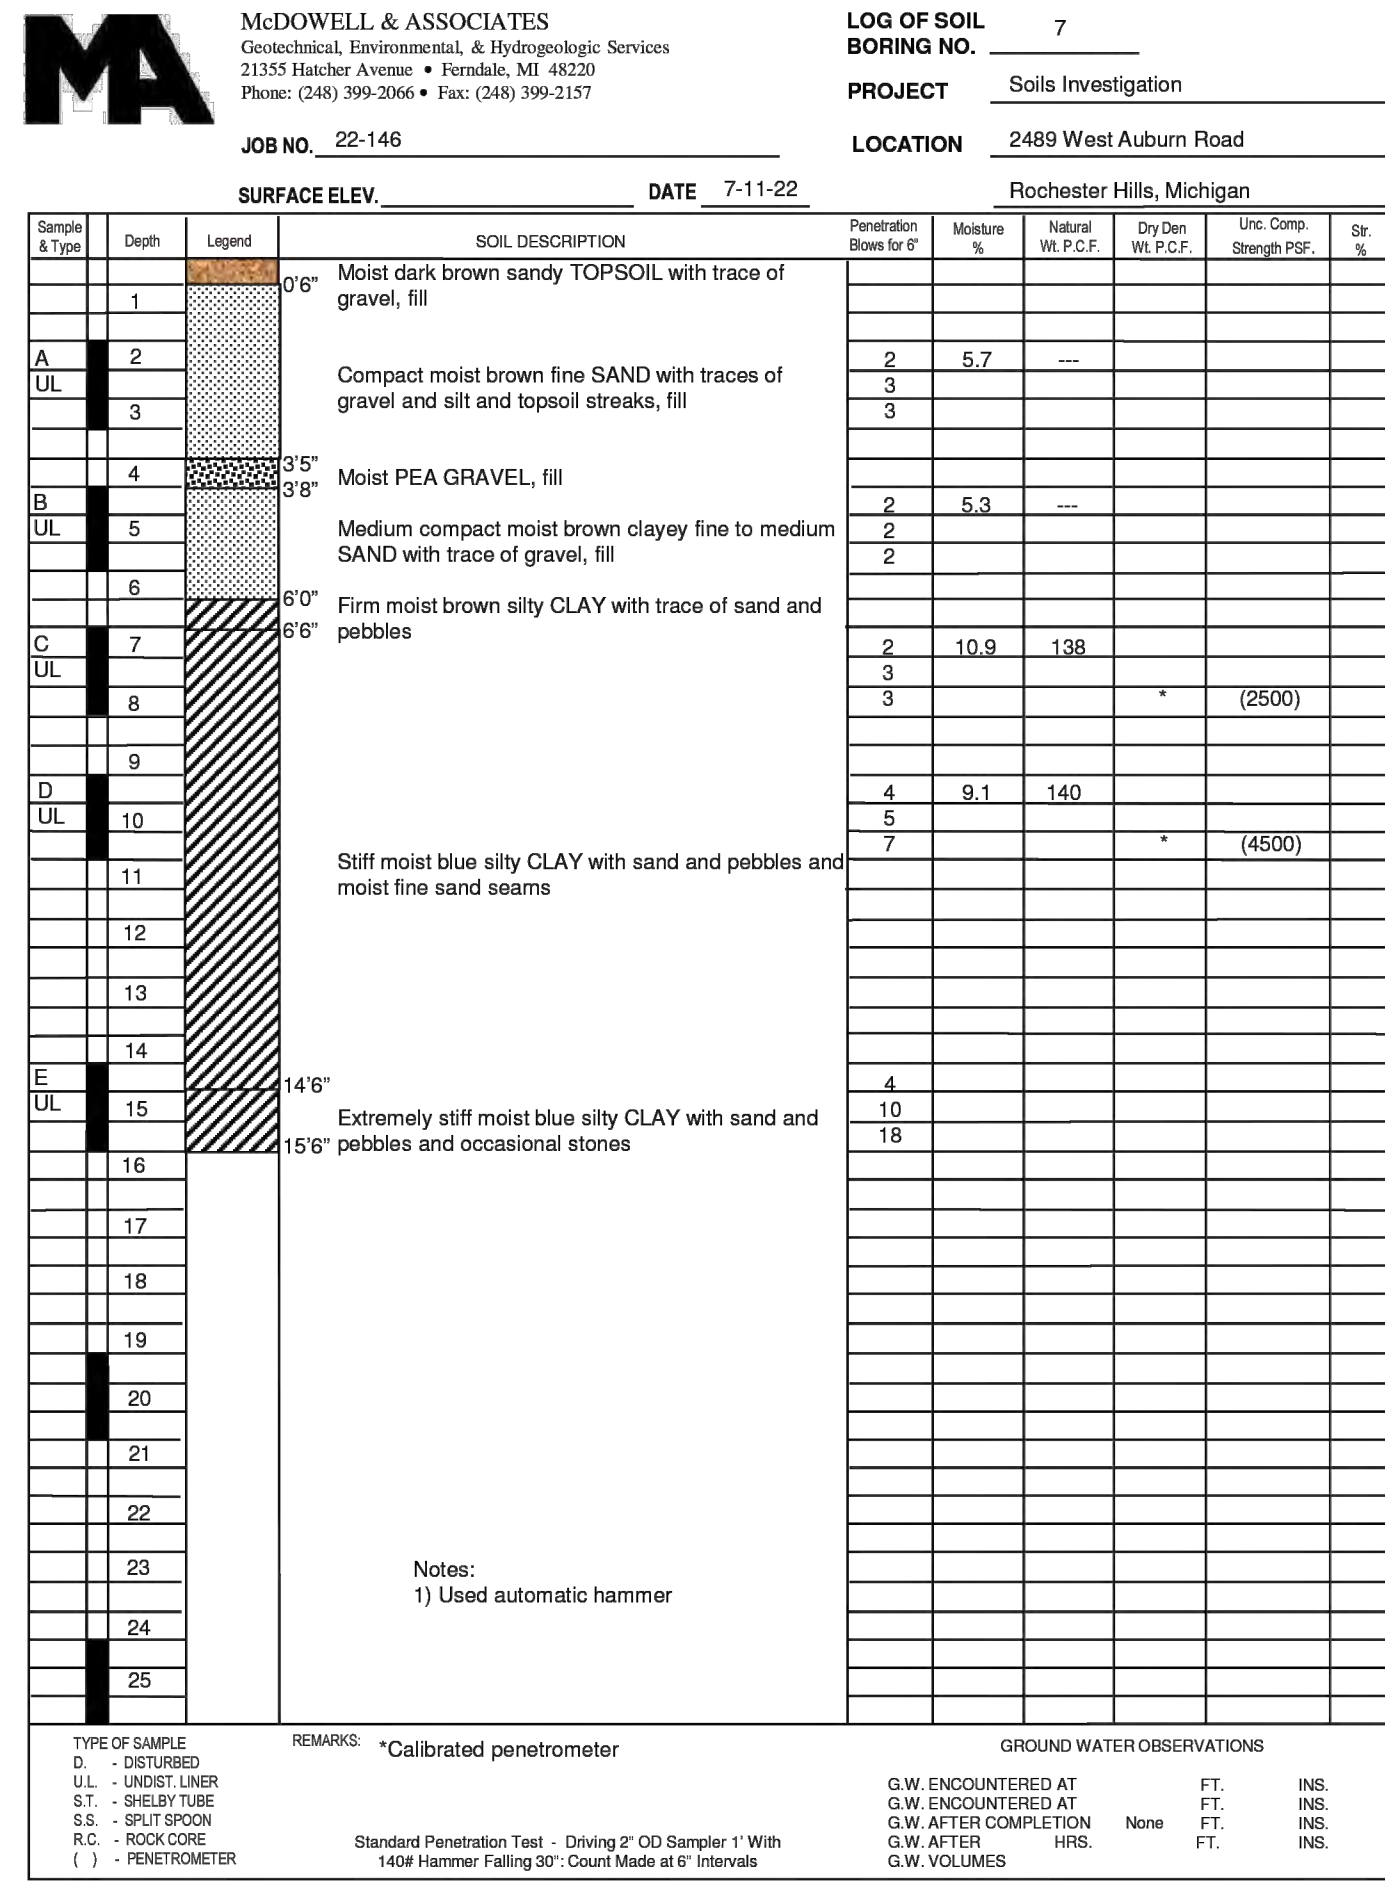 MA
McDOWELL & ASSOCIATES
Geotechnical, Environmental, & Hydrogeologic Services
21355 Hatcher Avenue • Ferndale, MI 48220
Phone: (248) 399-2066 • Fax: (248) 399-2157
JOB NO. 22-146
SURFACE ELEV. DATE 7-11-22
LOG OF SOIL
BORING NO. 7
PROJECT Soils Investigation
LOCATION 2489 West Auburn Road
Rochester Hills, Michigan
Sample & Type Depth Legend SOIL DESCRIPTION Penetration Blows for 6" Moisture % Natural Wt. P.C.F. Dry Den Wt. P.C.F. Unc. Comp. Strength PSF. Str. %
Moist dark brown sandy TOPSOIL with trace of
0'6"
1 gravel, fill
A 2 2 5.7 ---
UL Compact moist brown fine SAND with traces of 3
3 gravel and silt and topsoil streaks, fill 3
3'5"
4 Moist PEA GRAVEL, fill
3'8"
B 2 5.3 ---
UL 5 Medium compact moist brown clayey fine to medium 2
SAND with trace of gravel, fill 2
6
6'0" Firm moist brown silty CLAY with trace of sand and
6'6" pebbles
C 7 2 10.9 138
UL 3
8 3 * (2500)
9
D 4 9.1 140
UL 10 5
7 * (4500)
Stiff moist blue silty CLAY with sand and pebbles and
11 moist fine sand seams
12
13
14
E 14'6" 4
UL 15 10
Extremely stiff moist blue silty CLAY with sand and
18
15'6" pebbles and occasional stones
16
17
18
19
20
21
22
23 Notes:
1) Used automatic hammer
24
25
TYPE OF SAMPLE
D. - DISTURBED
U.L. - UNDIST. LINER
S.T. - SHELBY TUBE
S.S. - SPLIT SPOON
R.C. - ROCK CORE
( ) - PENETROMETER
REMARKS: *Calibrated penetrometer
Standard Penetration Test - Driving 2" OD Sampler 1' With
140# Hammer Falling 30": Count Made at 6" Intervals
GROUND WATER OBSERVATIONS
G.W. ENCOUNTERED AT FT. INS.
G.W. ENCOUNTERED AT FT. INS.
G.W. AFTER COMPLETION None FT. INS.
G.W. AFTER HRS. FT. INS.
G.W. VOLUMES